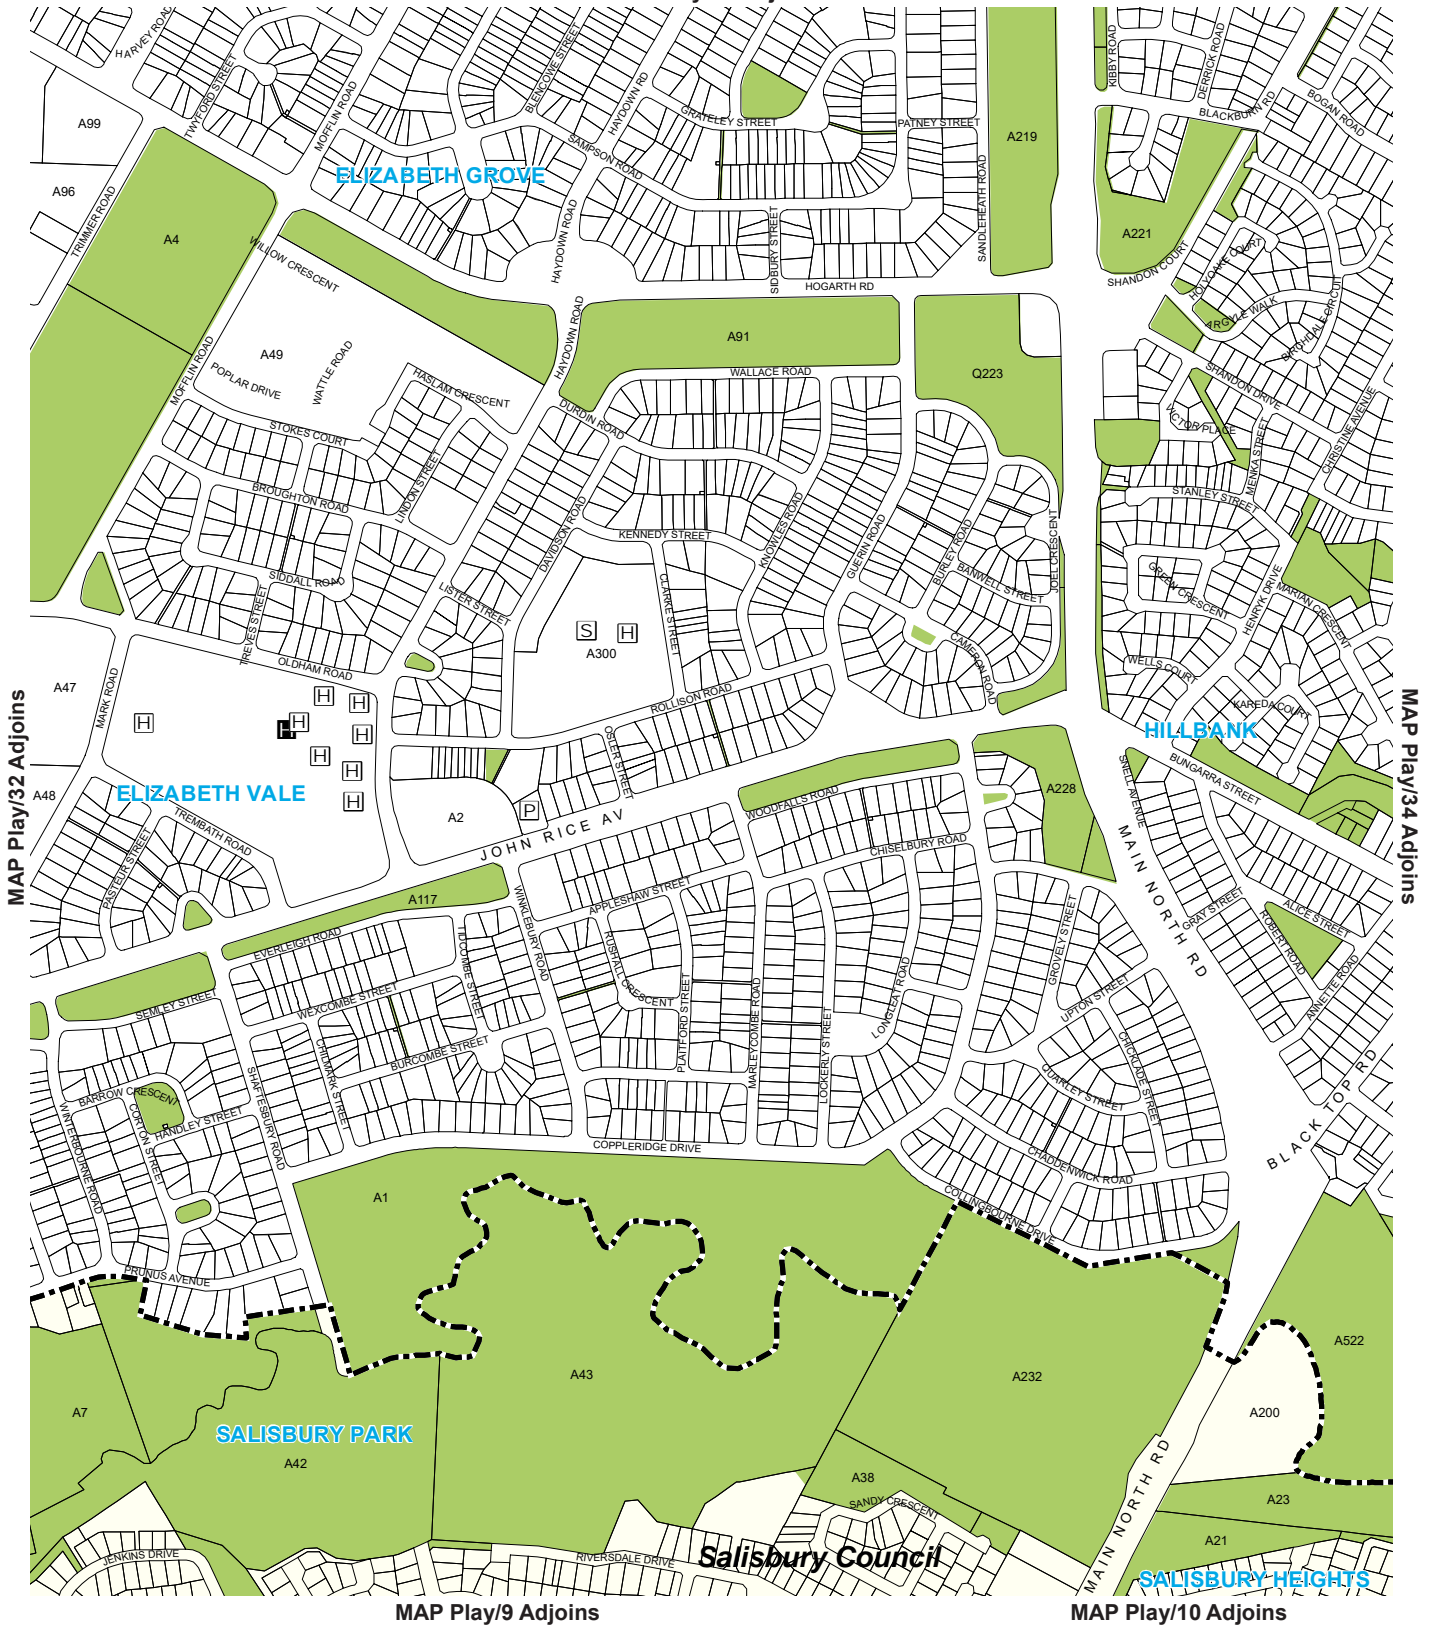 HARVEY ROAD
TWYFORD STREET
MOFFLIN ROAD
BLENCOWE STREET
HAYDOWN RD
GRATELEY STREET
PATNEY STREET
KIBBY ROAD
DERRICK ROAD
BLACKBURN RD
BOGAN ROAD
A99
A96
TRIMMER ROAD
A4
SAMPSON ROAD
ELIZABETH GROVE
A219
SANDLEHEATH ROAD
A221
SHANDON COURT
HOLYOAKE COURT
ARGYLE WALK
BIRCHDALE CIRCUIT
WILLOW CRESCENT
HAYDOWN ROAD
SIDBURY STREET
HOGARTH RD
A49
WATTLE ROAD
POPLAR DRIVE
MOFFLIN ROAD
HASLAM CRESCENT
HAYDOWN ROAD
A91
WALLACE ROAD
Q223
SHANDON DRIVE
VICTOR PLACE
MENKA STREET
CHRISTINE AVENUE
STOKES COURT
DURDIN ROAD
BROUGHTON ROAD
LINDON STREET
STANLEY STREET
DAVIDSON ROAD
KENNEDY STREET
KNOWLES ROAD
GUERIN ROAD
BURLEY ROAD
BANWELL STREET
JOEL CRESCENT
GREEN CRESCENT
HENRYK DRIVE
MARIAN CRESCENT
SIDDALL ROAD
TREVES STREET
LISTER STREET
CLARKE STREET
S
H
A300
CAMERON ROAD
OLDHAM ROAD
WELLS COURT
KAREDA COURT
A47
MARK ROAD
H
H
H
H
H
H
H
H
H
H
ROLLISON ROAD
OSLER STREET
HILLBANK
BUNGARRA STREET
SNELL AVENUE
MAP Play/32 Adjoins
MAP Play/34 Adjoins
A48
ELIZABETH VALE
TREMBATH ROAD
PASTEUR STREET
A2
P
JOHN RICE AV
WOODFALLS ROAD
A228
CHISELBURY ROAD
MAIN NORTH RD
A117
WINKLEBURY ROAD
APPLESHAW STREET
GRAY STREET
ROBERY ROAD
ALICE STREET
ANNETTE ROAD
EVERLEIGH ROAD
TIDCOMBE STREET
RUSHALL CRESCENT
GROVELY STREET
UPTON STREET
SEMLEY STREET
WEXCOMBE STREET
PLAITFORD STREET
MARLEYCOMBE ROAD
LOCKERLY STREET
LONGLEAT ROAD
CHICKLADE STREET
QUARLEY STREET
BURCOMBE STREET
CHILMARK STREET
SHAFTESBURY ROAD
BARROW CRESCENT
HANDLEY STREET
CORTON STREET
WINTERBOURNE ROAD
BLACK TOP RD
COPPLERIDGE DRIVE
CHADDENWICK ROAD
COLLINGBOURNE DRIVE
A1
PRUNUS AVENUE
A43
A232
A522
A7
A200
SALISBURY PARK
A42
A38
SANDY CRESCENT
MAIN NORTH RD
A23
A21
JENKINS DRIVE
RIVERSDALE DRIVE
Salisbury Council
SALISBURY HEIGHTS
MAP Play/9 Adjoins
MAP Play/10 Adjoins